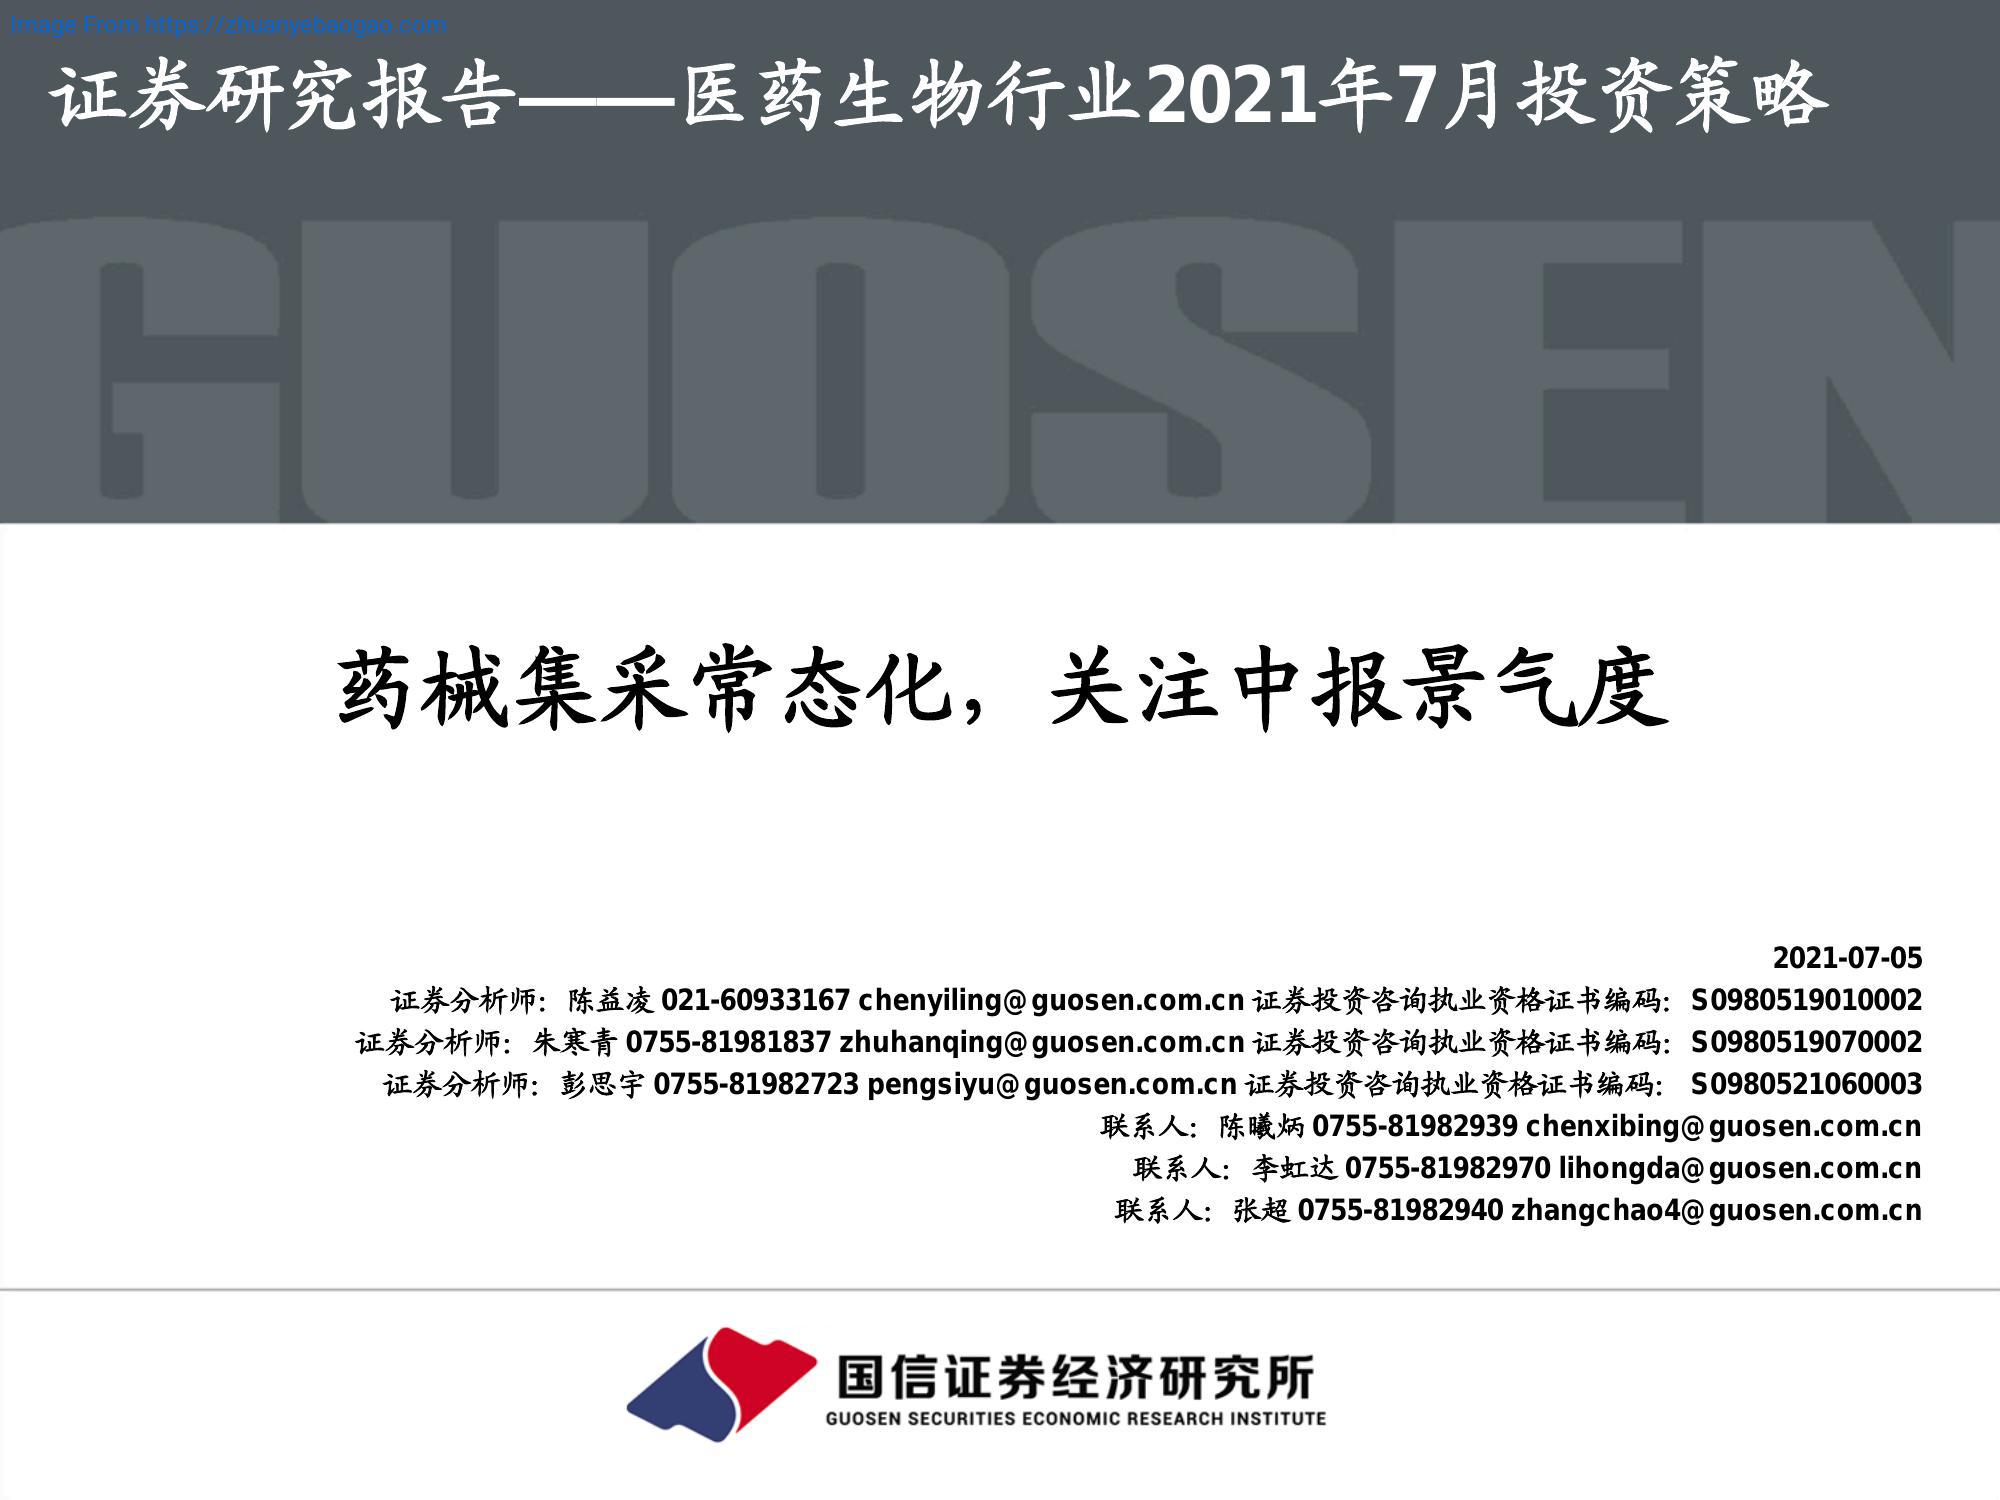 Image From https://zhuanyebaogao.com
证券研究报告——医药生物行业2021年7月投资策略
GUOSEN
药械集采常态化，关注中报景气度
2021-07-05
证券分析师：陈益凌 021-60933167 chenyiling@guosen.com.cn 证券投资咨询执业资格证书编码：S0980519010002
证券分析师：朱寒青 0755-81981837 zhuhanqing@guosen.com.cn 证券投资咨询执业资格证书编码：S0980519070002
证券分析师：彭思宇 0755-81982723 pengsiyu@guosen.com.cn 证券投资咨询执业资格证书编码： S0980521060003
联系人：陈曦炳 0755-81982939 chenxibing@guosen.com.cn
联系人：李虹达 0755-81982970 lihongda@guosen.com.cn
联系人：张超 0755-81982940 zhangchao4@guosen.com.cn
国信证券经济研究所
GUOSEN SECURITIES ECONOMIC RESEARCH INSTITUTE